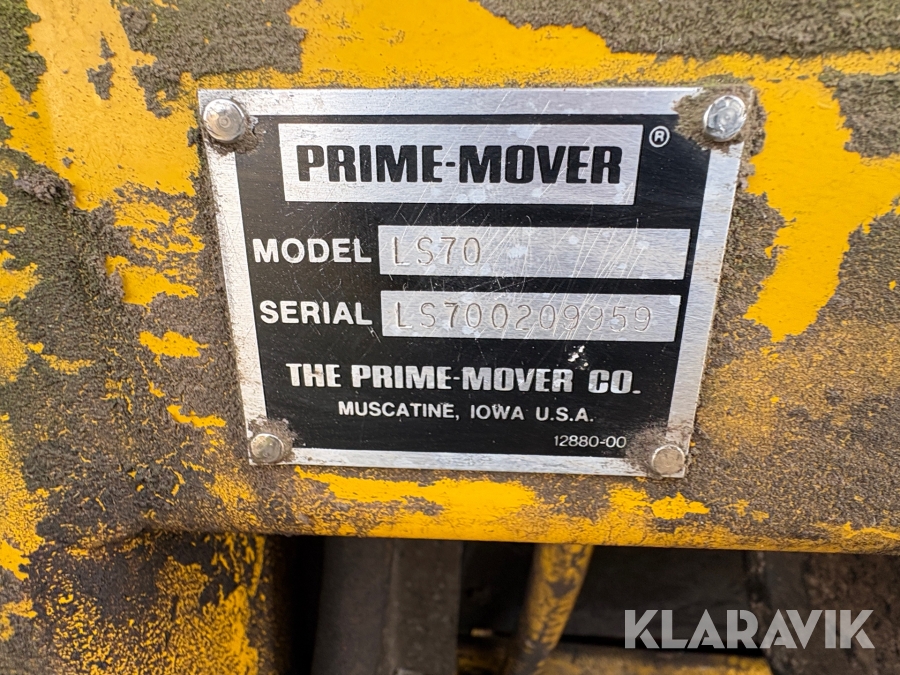 PRIME-MOVER ®
MODEL LS70
SERIAL LS700209959
THE PRIME-MOVER CO.
MUSCATINE, IOWA U.S.A.
12880-00
KLARAVIK